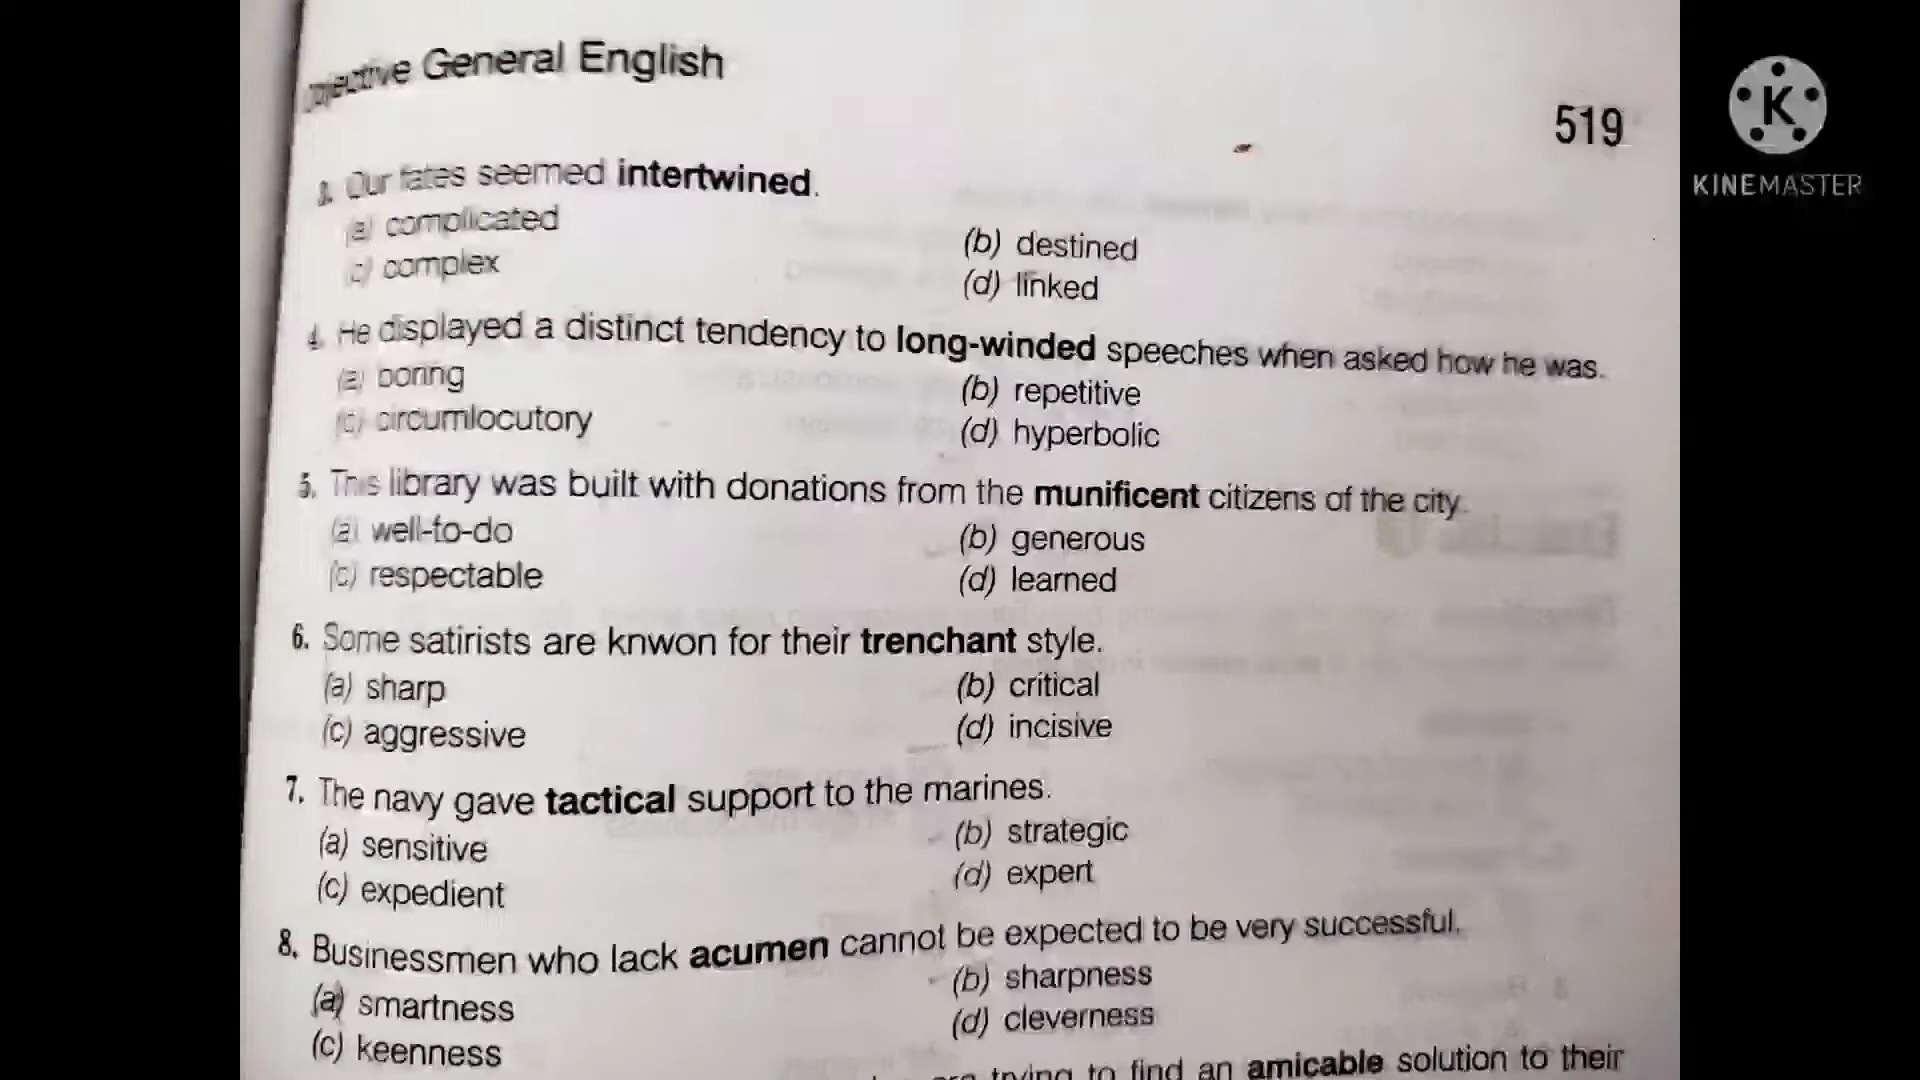 Objective General English
519
KINEMASTER
3. Our fates seemed intertwined.
(a) complicated
(b) destined
(c) complex
(d) linked
4. He displayed a distinct tendency to long-winded speeches when asked how he was.
(a) boring
(b) repetitive
(c) circumlocutory
(d) hyperbolic
5. This library was built with donations from the munificent citizens of the city.
(a) well-to-do
(b) generous
(c) respectable
(d) learned
6. Some satirists are knwon for their trenchant style.
(a) sharp
(b) critical
(c) aggressive
(d) incisive
7. The navy gave tactical support to the marines.
(a) sensitive
(b) strategic
(c) expedient
(d) expert
8. Businessmen who lack acumen cannot be expected to be very successful.
(a) smartness
(b) sharpness
(c) keenness
(d) cleverness
trying to find an amicable solution to their